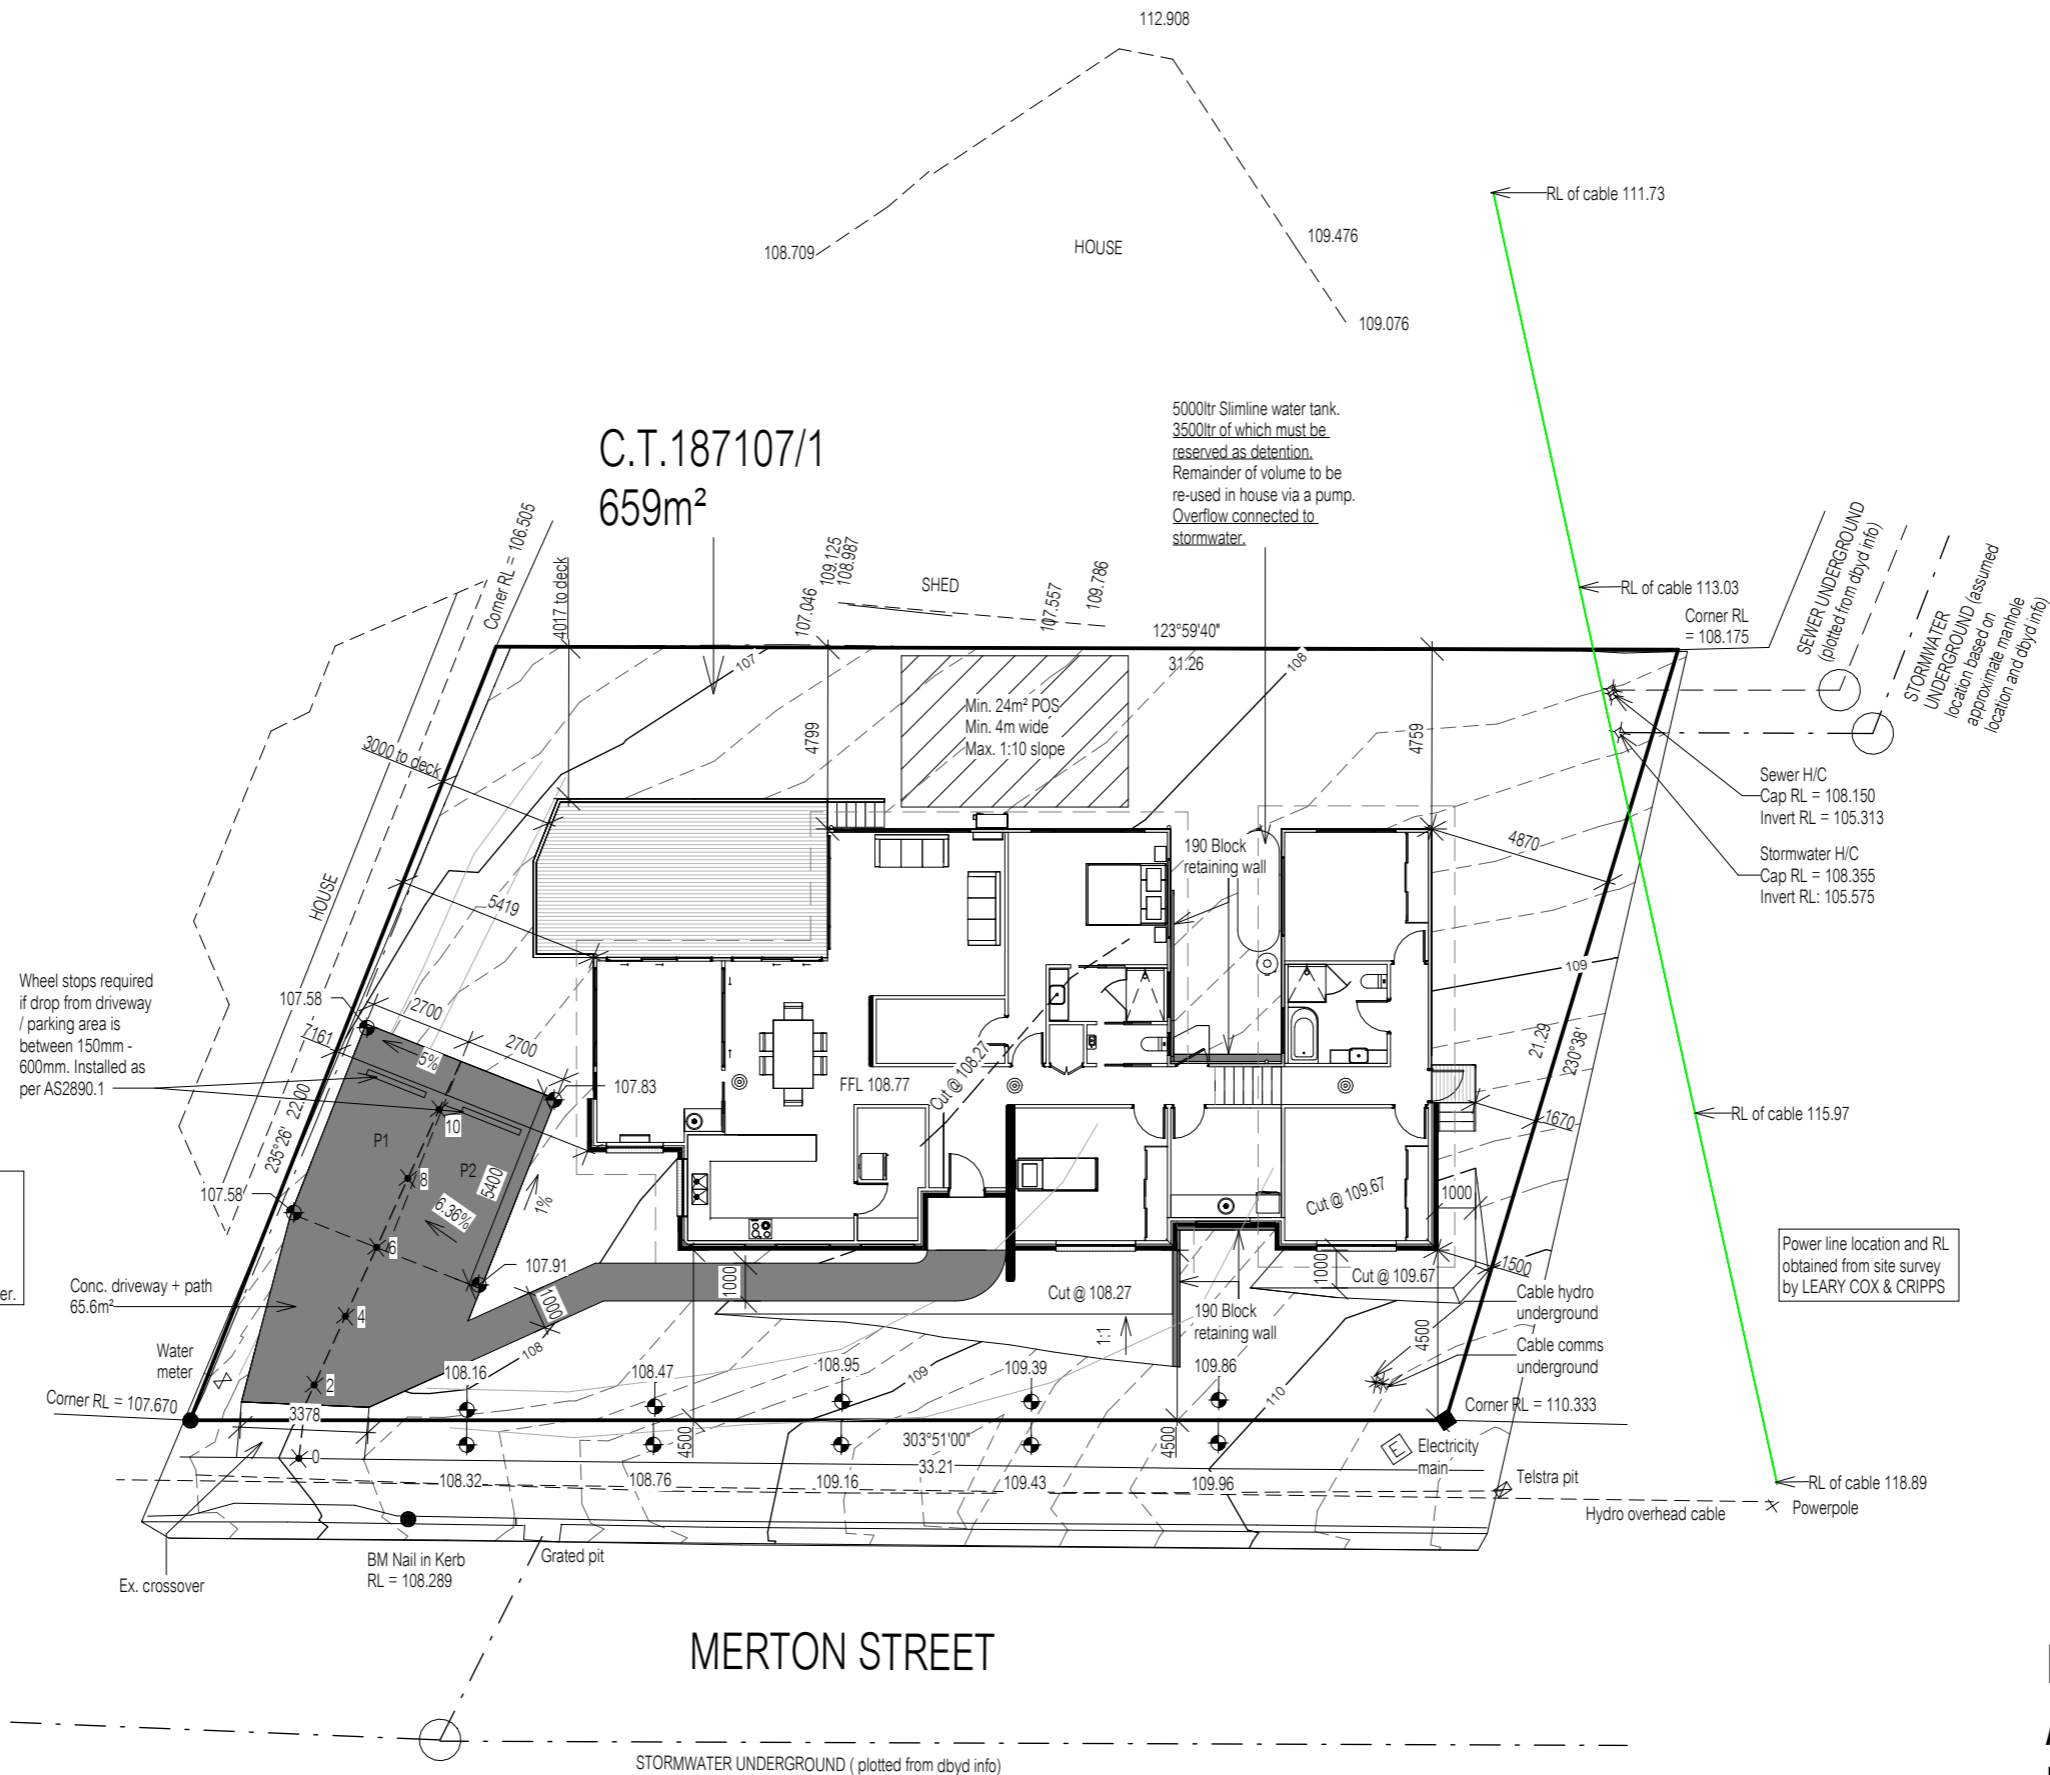 112.908
RL of cable 111.73
108.709
HOUSE
109.476
109.076
5000ltr Slimline water tank.
3500ltr of which must be
reserved as detention.
Remainder of volume to be
re-used in house via a pump.
Overflow connected to
stormwater.
C.T.187107/1
659m²
Corner RL = 106.505
4017 to deck
107.046
109.125
108.987
SHED
107.557
109.786
123°59'40"
31.26
RL of cable 113.03
Corner RL
= 108.175
SEWER UNDERGROUND
(plotted from dbyd info)
STORMWATER
UNDERGROUND (assumed
location based on
approximate manhole
location and dbyd info)
107
108
Min. 24m² POS
Min. 4m wide
Max. 1:10 slope
4799
4759
3000 to deck
Sewer H/C
Cap RL = 108.150
Invert RL = 105.313
Stormwater H/C
Cap RL = 108.355
Invert RL: 105.575
4870
190 Block
retaining wall
HOUSE
5419
109
Wheel stops required
if drop from driveway
/ parking area is
between 150mm -
600mm. Installed as
per AS2890.1
107.58
2700
7161
5%
2700
107.83
FFL 108.77
Cut @ 108.27
21.29
230°38'
RL of cable 115.97
1670
10
P1
235°26' 22.00
8
P2
5400
6.36%
1%
107.58
6
Cut @ 109.67
1000
Power line location and RL
obtained from site survey
by LEARY COX & CRIPPS
er.
Conc. driveway + path
65.6m²
107.91
1000
1000
Cut @ 108.27
1000
Cut @ 109.67
1500
Cable hydro
underground
190 Block
retaining wall
1:1
4500
Cable comms
underground
4
Water
meter
108
108.16
108.47
108.95
109
109.39
109.86
110
2
Corner RL = 107.670
3378
Corner RL = 110.333
0
4500
303°51'00"
33.21
4500
E
Electricity
main
108.32
108.76
109.16
109.43
109.96
Telstra pit
RL of cable 118.89
Hydro overhead cable
Powerpole
BM Nail in Kerb
RL = 108.289
Grated pit
Ex. crossover
MERTON STREET
STORMWATER UNDERGROUND ( plotted from dbyd info)